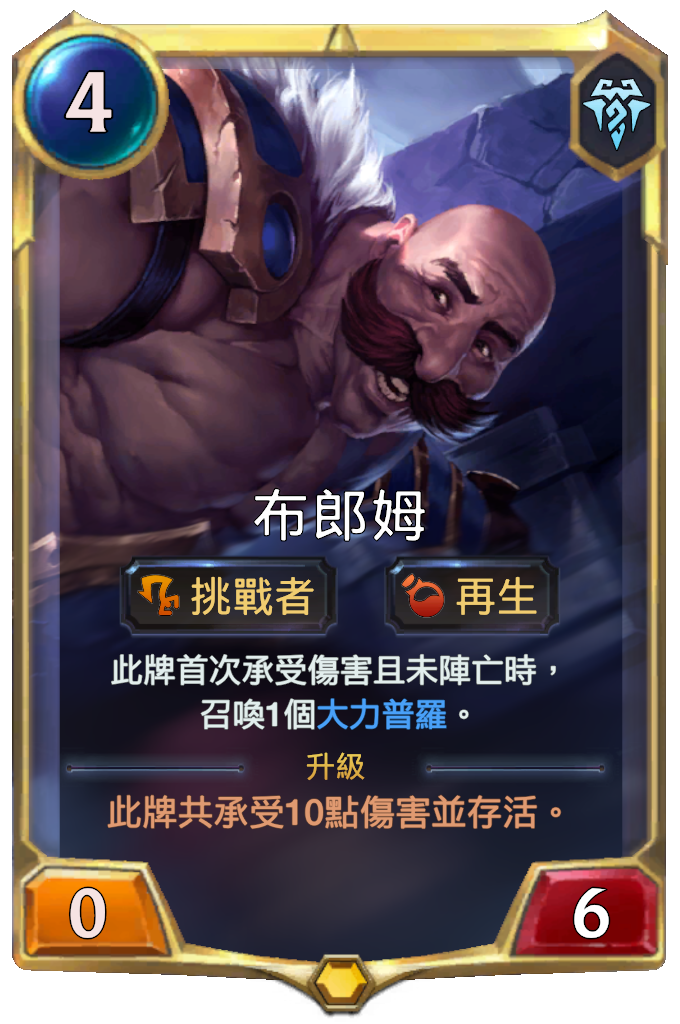 4
布郎姆
挑戰者 再生
此牌首次承受傷害且未陣亡時，
召喚1個大力普羅。
升級
此牌共承受10點傷害並存活。
0
6